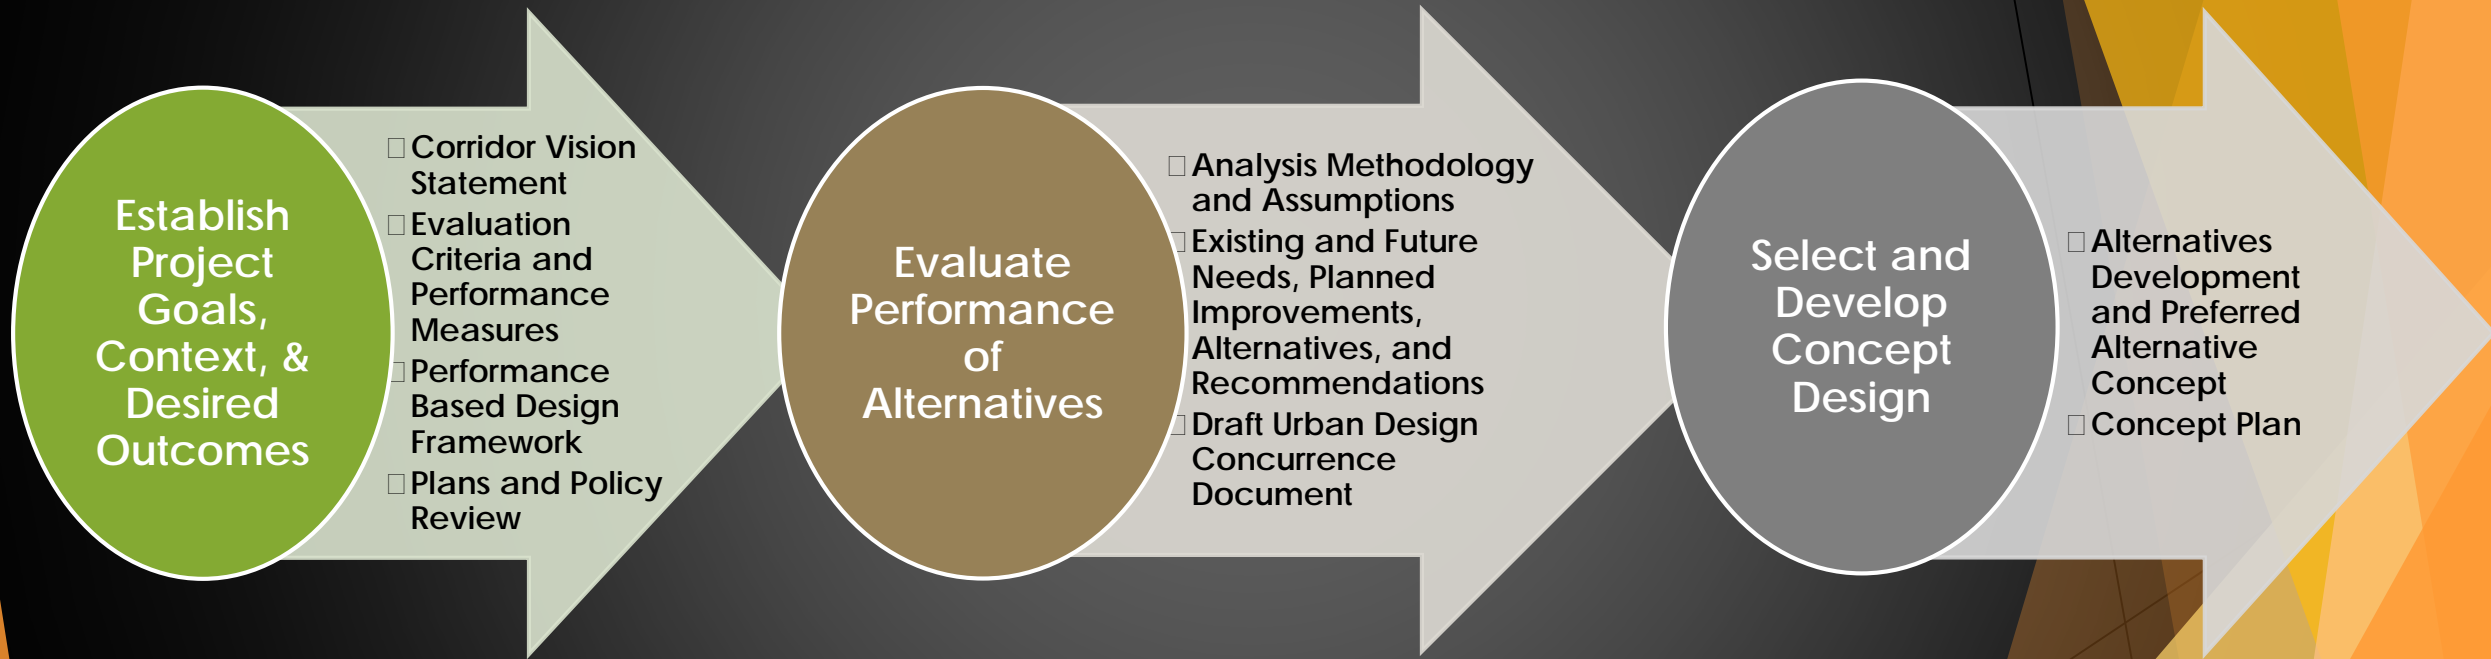 Establish
Project
Goals,
Context, &
Desired
Outcomes
Corridor Vision
Statement
Evaluation
Criteria and
Performance
Measures
Performance
Based Design
Framework
Plans and Policy
Review
Evaluate
Performance
of
Alternatives
Analysis Methodology
and Assumptions
Existing and Future
Needs, Planned
Improvements,
Alternatives, and
Recommendations
Draft Urban Design
Concurrence
Document
Select and
Develop
Concept
Design
Alternatives
Development
and Preferred
Alternative
Concept
Concept Plan